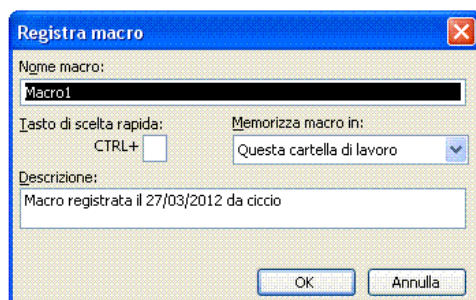 Registra macro
Nome macro:
Macro1
Tasto di scelta rapida:
Memorizza macro in:
CTRL+
Questa cartella di lavoro
Descrizione:
Macro registrata il 27/03/2012 da ciccio
OK
Annulla